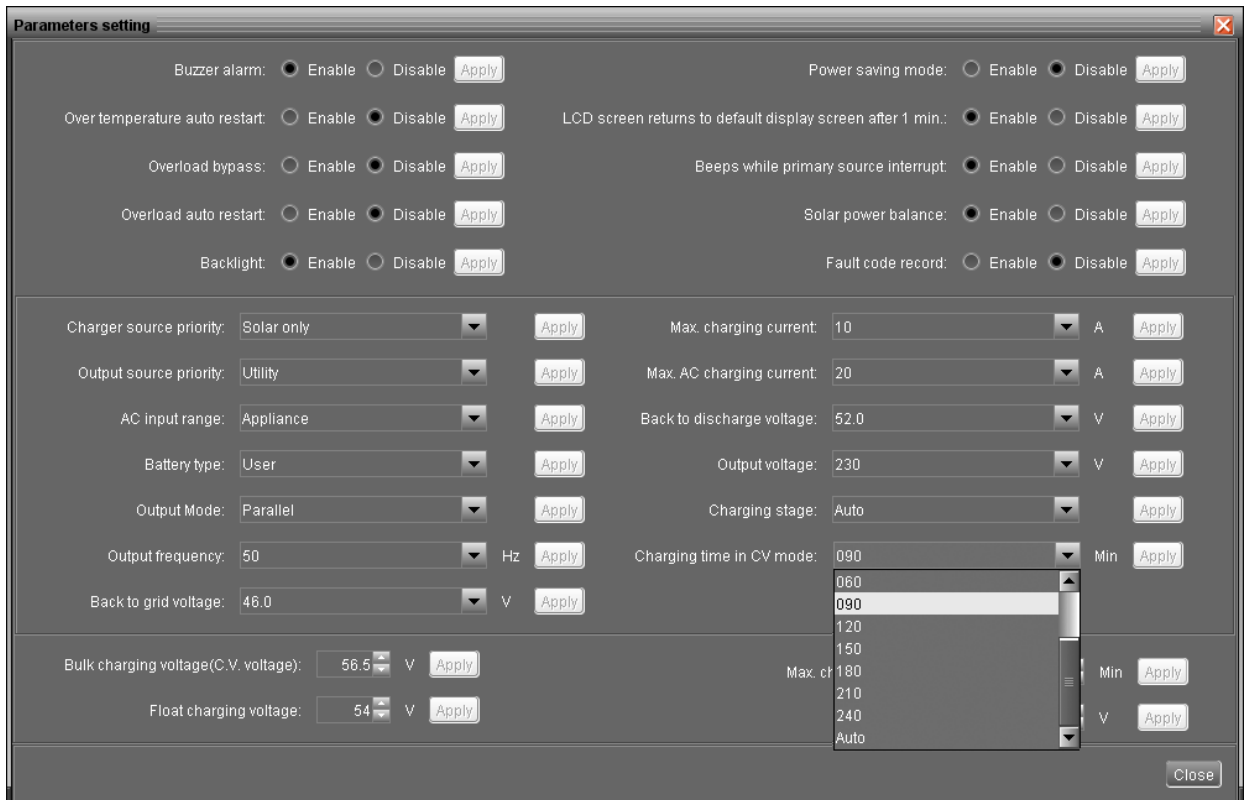 Parameters setting
Buzzer alarm: Enable Disable Apply Power saving mode: Enable Disable Apply
Over temperature auto restart: Enable Disable Apply LCD screen returns to default display screen after 1 min.: Enable Disable Apply
Overload bypass: Enable Disable Apply Beeps while primary source interrupt: Enable Disable Apply
Overload auto restart: Enable Disable Apply Solar power balance: Enable Disable Apply
Backlight: Enable Disable Apply Fault code record: Enable Disable Apply
Charger source priority: Solar only Apply Max. charging current: 10 A Apply
Output source priority: Utility Apply Max. AC charging current: 20 A Apply
AC input range: Appliance Apply Back to discharge voltage: 52.0 V Apply
Battery type: User Apply Output voltage: 230 V Apply
Output Mode: Parallel Apply Charging stage: Auto Apply
Output frequency: 50 Hz Apply Charging time in CV mode: 090 Min Apply
060
Back to grid voltage: 46.0 V Apply 090
120
150
Bulk charging voltage(C.V. voltage): 56.5 V Apply Max. ch 180 Min Apply
210
Float charging voltage: 54 V Apply 240 V Apply
Auto
Close